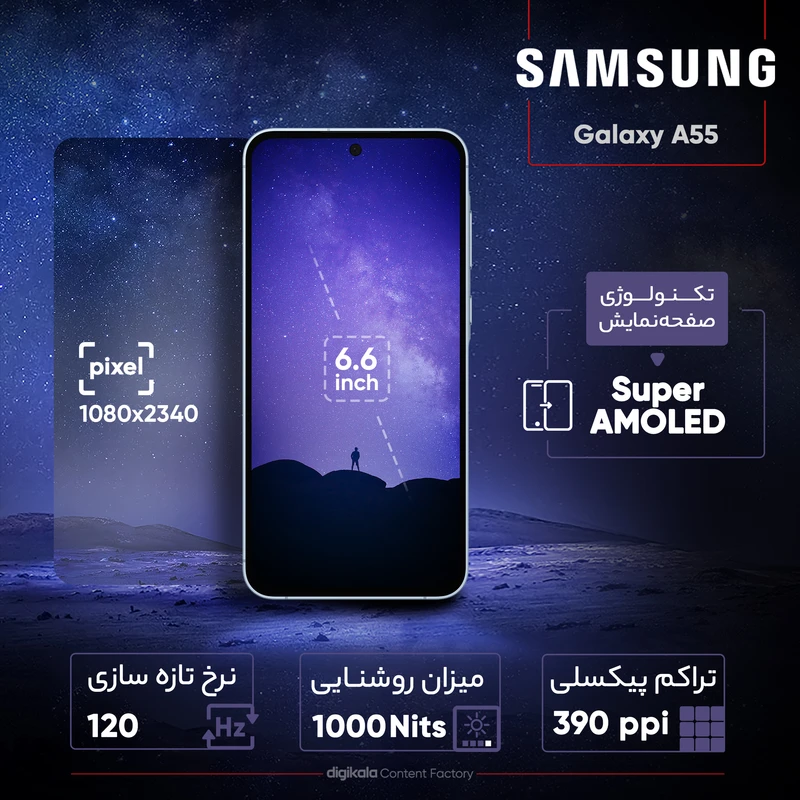 SAMSUNG
Galaxy A55
تکنولوژی
صفحه‌نمایش
Super
AMOLED
6.6
inch
pixel
1080x2340
تراکم پیکسلی
390 ppi
میزان روشنایی
1000 Nits
نرخ تازه سازی
120
Hz
digikala Content Factory